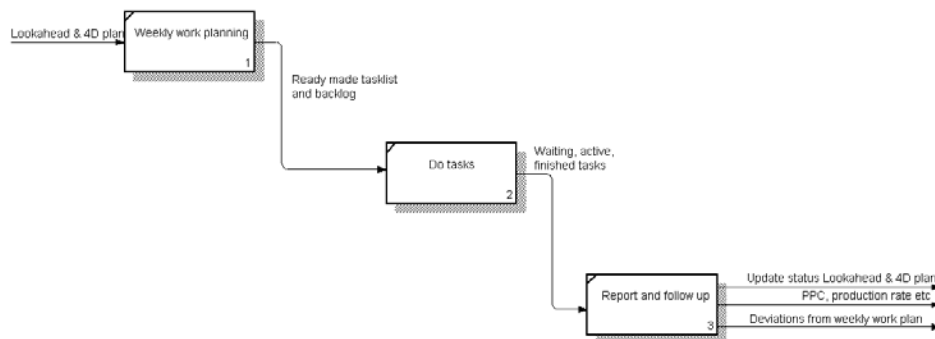 Lookahead & 4D plan
Weekly work planning
1
Ready made tasklist
and backlog
Do tasks
2
Waiting, active,
finished tasks
Report and follow up
3
Update status Lookahead & 4D plan
PPC, production rate etc
Deviations from weekly work plan